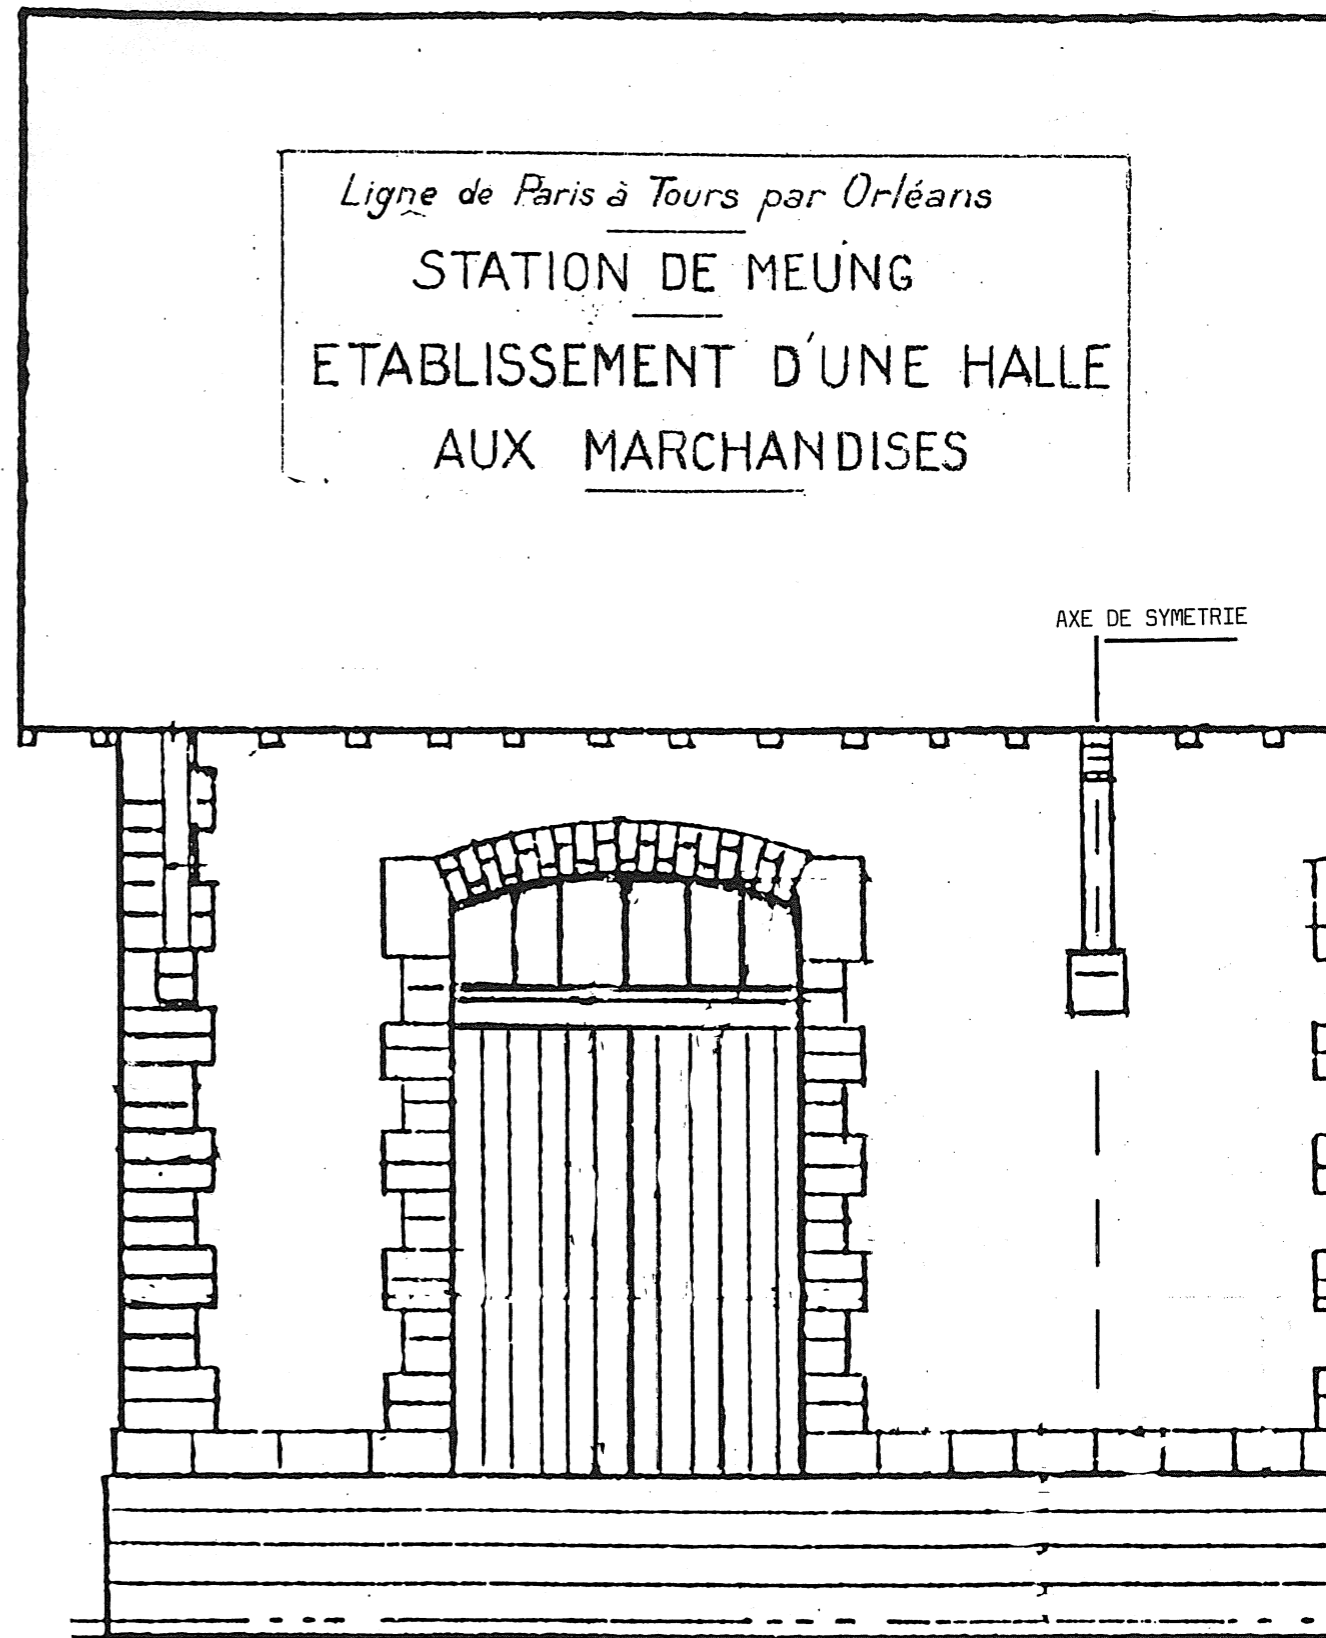 Ligne de Paris à Tours par Orléans
STATION DE MEUNG
ETABLISSEMENT D'UNE HALLE
AUX MARCHANDISES
AXE DE SYMETRIE